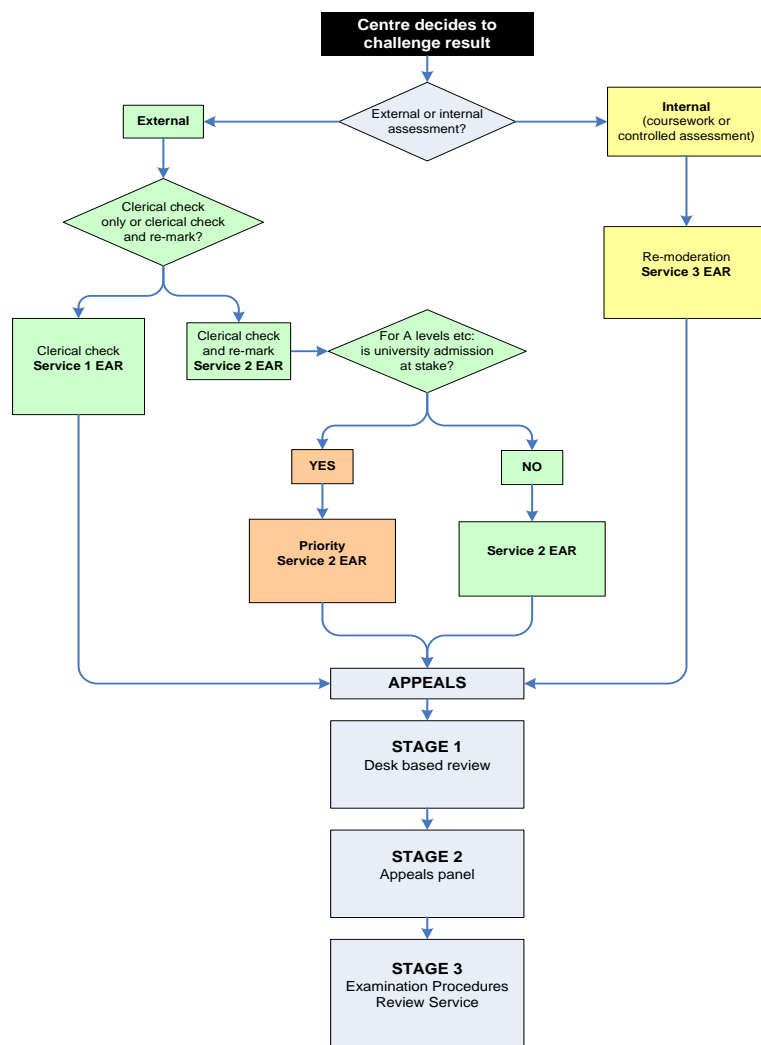 Centre decides to
challenge result
External or internal
assessment?
External
Internal
(coursework or
controlled assessment)
Clerical check
only or clerical check
and re-mark?
Re-moderation
Service 3 EAR
Clerical check
Service 1 EAR
Clerical check
and re-mark
Service 2 EAR
For A levels etc:
is university admission
at stake?
YES
NO
Priority
Service 2 EAR
Service 2 EAR
APPEALS
STAGE 1
Desk based review
STAGE 2
Appeals panel
STAGE 3
Examination Procedures
Review Service